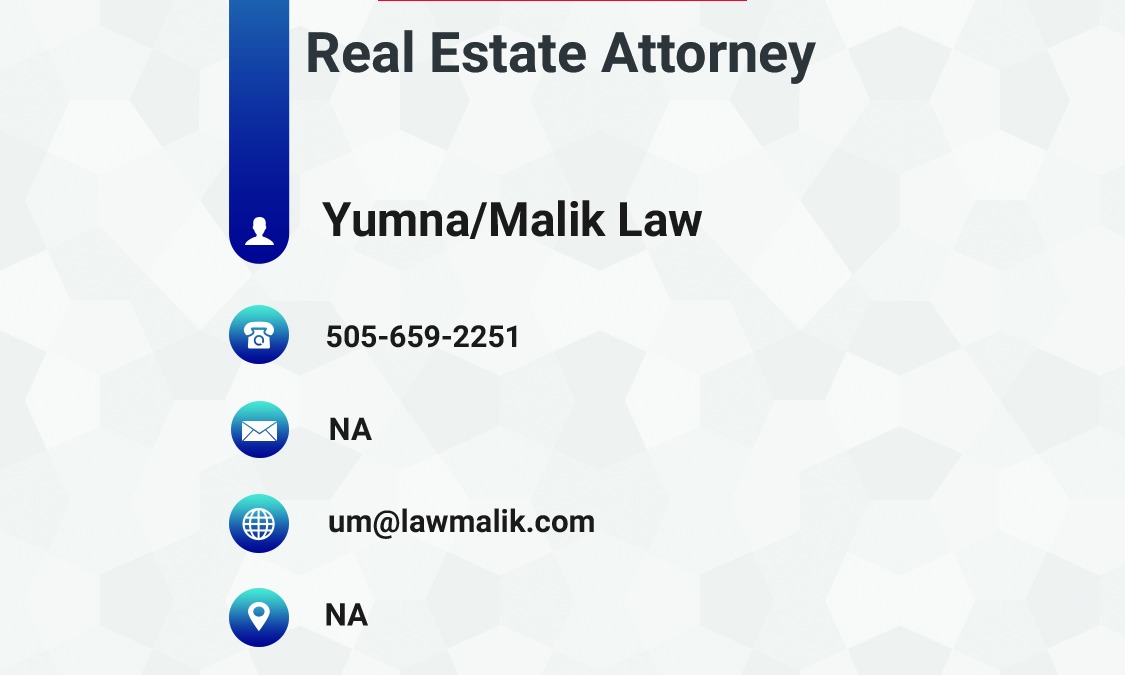 Real Estate Attorney
Yumna/Malik Law
505-659-2251
NA
um@lawmalik.com
NA